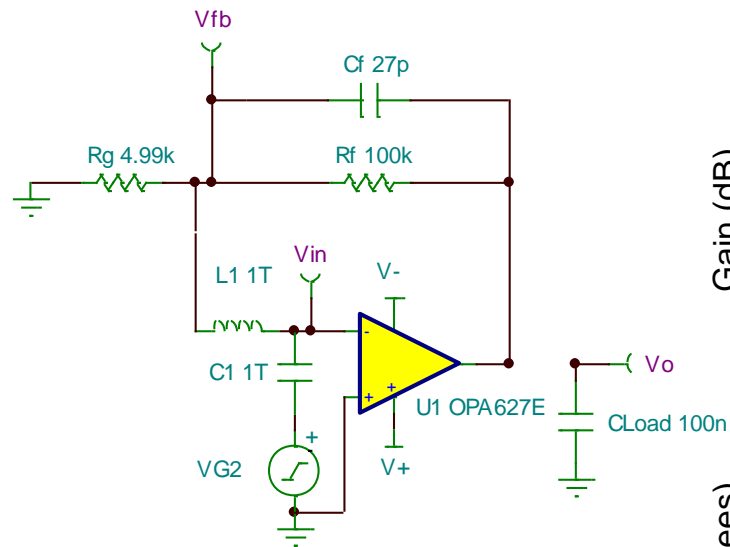 Vfb
Cf 27p
Rg 4.99k
Rf 100k
Gain (dB)
Vin
L1 1T
V-
-
C1 1T
+
+
U1 OPA627E
Vo
CLoad 100n
+
VG2
V+
ees)